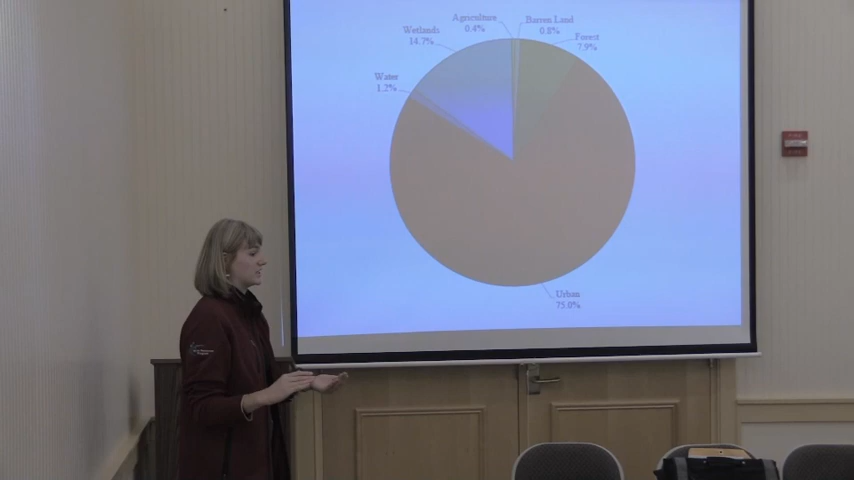 Agriculture
0.4%
Barren Land
0.8%
Wetlands
14.7%
Forest
7.9%
Water
1.2%
Urban
75.0%